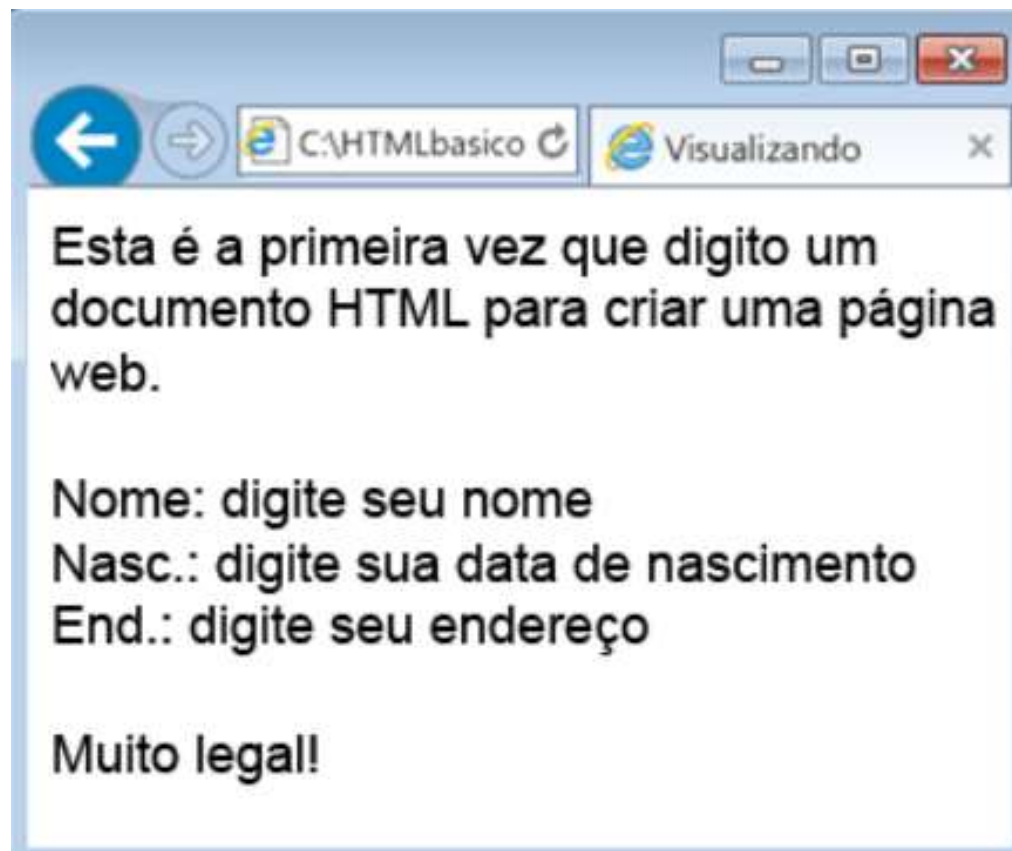 C:\HTMLbasico
Visualizando
Esta é a primeira vez que digito um
documento HTML para criar uma página
web.
Nome: digite seu nome
Nasc.: digite sua data de nascimento
End.: digite seu endereço
Muito legal!